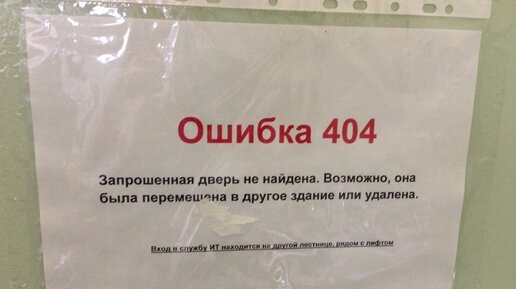 Ошибка 404
Запрошенная дверь не найдена. Возможно, она
была перемещена в другое здание или удалена.
Вход в службу ИТ находится на другой лестнице, рядом с лифтом